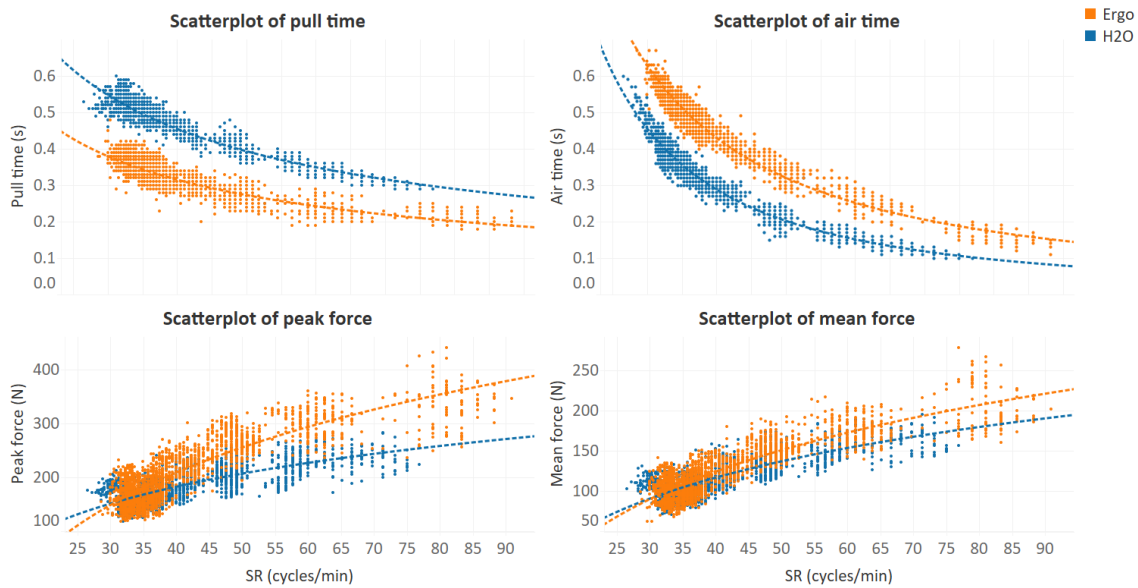 Scatterplot of pull time
Pull time (s)
0.6
0.5
0.4
0.3
0.2
0.1
0.0
Scatterplot of air time
Air time (s)
0.6
0.5
0.4
0.3
0.2
0.1
0.0
Ergo
H2O
Scatterplot of peak force
Peak force (N)
400
300
200
100
25 30 35 40 45 50 55 60 65 70 75 80 85 90
SR (cycles/min)
Scatterplot of mean force
Mean force (N)
250
200
150
100
50
25 30 35 40 45 50 55 60 65 70 75 80 85 90
SR (cycles/min)